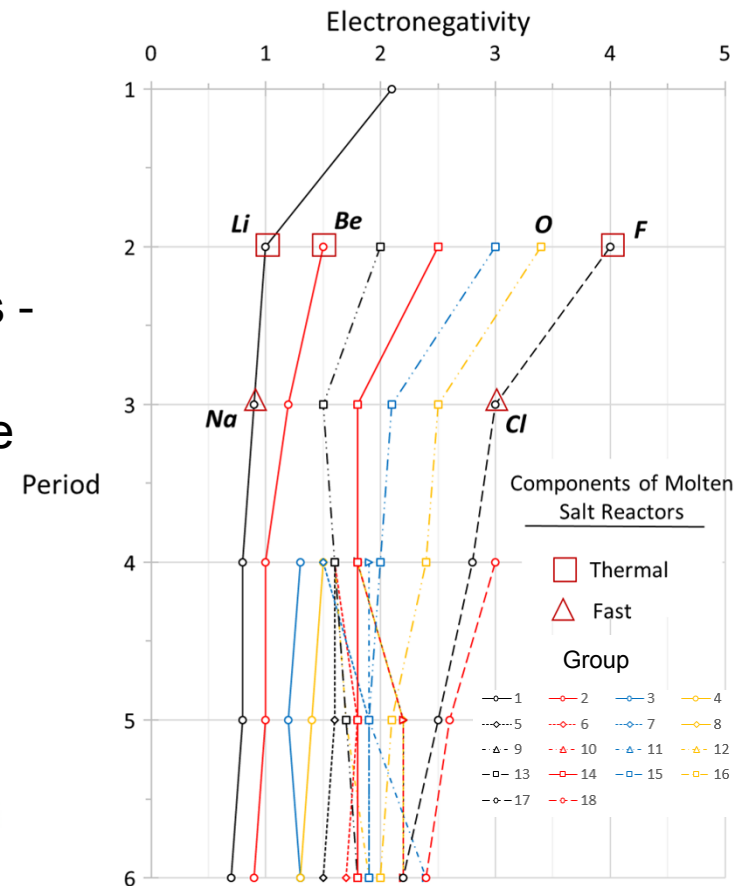 Electronegativity
0 1 2 3 4 5
1
Li Be O F
2
s -
3
Na Cl
e
Period
Components of Molten
Salt Reactors
4
Thermal
Fast
Group
1 2 3 4
5
5 6 7 8
9 10 11 12
13 14 15 16
17 18
6